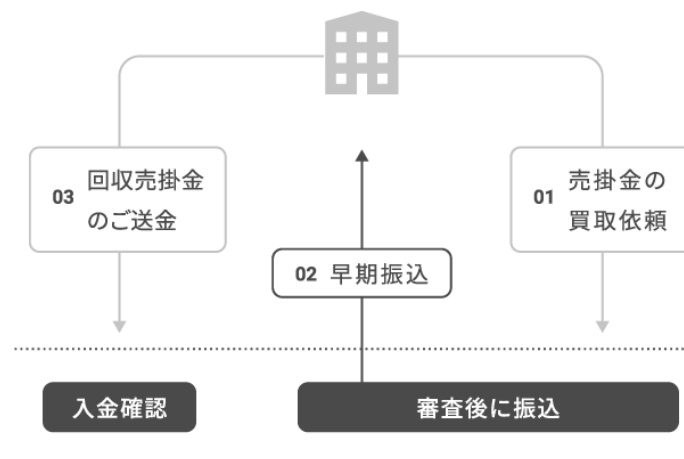 03 回収売掛金
のご送金
01 売掛金の
買取依頼
02 早期振込
入金確認
審査後に振込